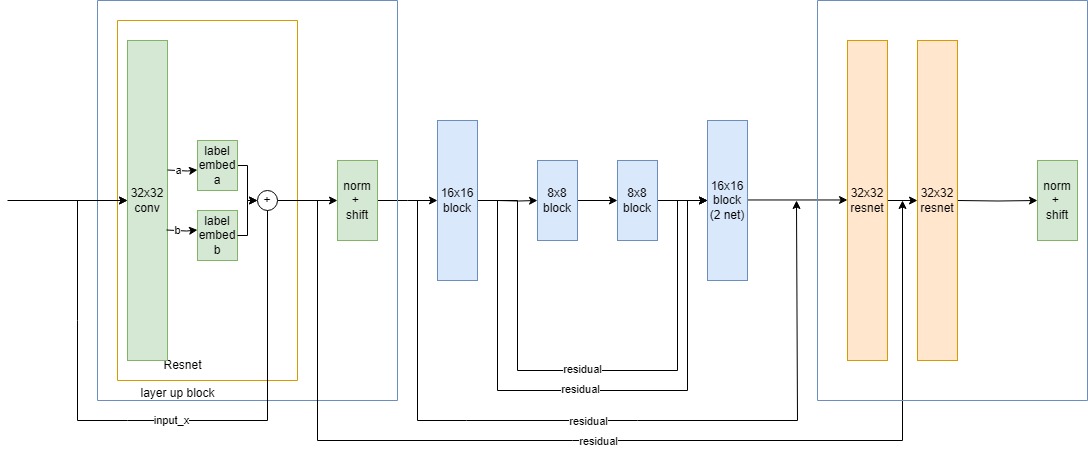 32x32
conv
a
label
embed
a
b
label
embed
b
+
Resnet
layer up block
input_x
norm
+
shift
16x16
block
8x8
block
8x8
block
16x16
block
(2 net)
residual
residual
residual
residual
32x32
resnet
32x32
resnet
norm
+
shift